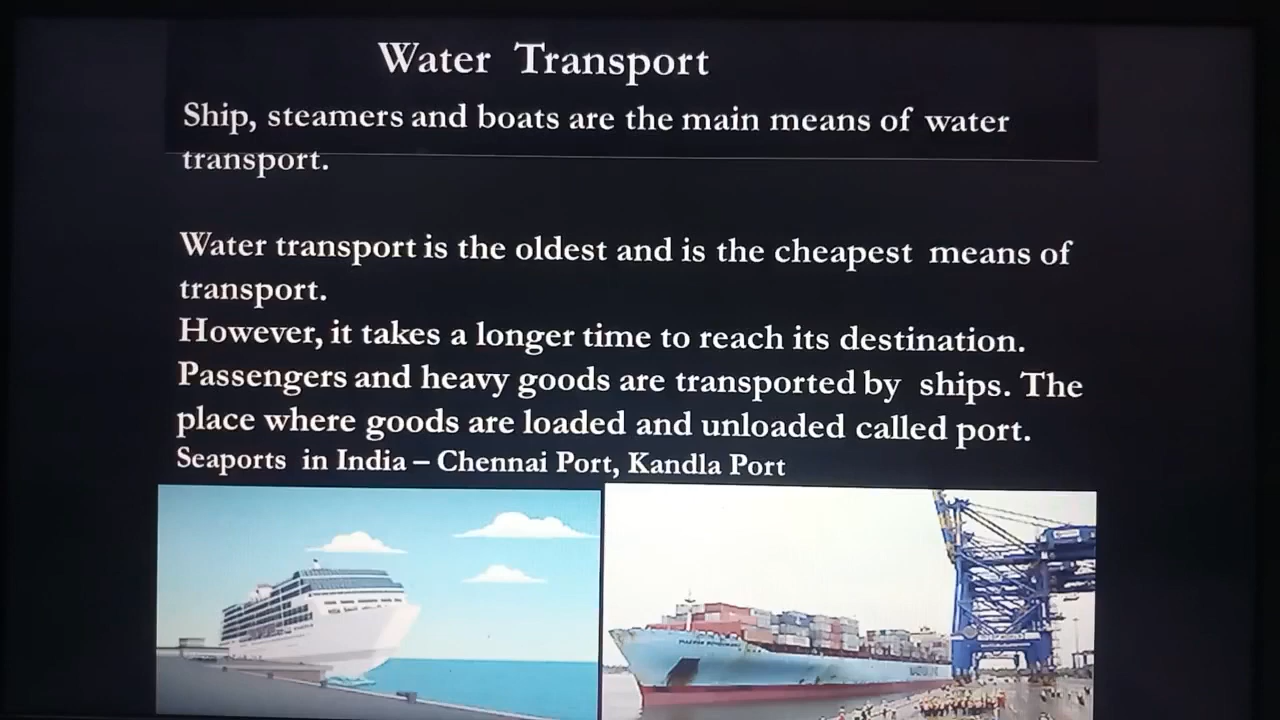 Water Transport
Ship, steamers and boats are the main means of water
transport.
Water transport is the oldest and is the cheapest means of
transport.
However, it takes a longer time to reach its destination.
Passengers and heavy goods are transported by ships. The
place where goods are loaded and unloaded called port.
Seaports in India – Chennai Port, Kandla Port